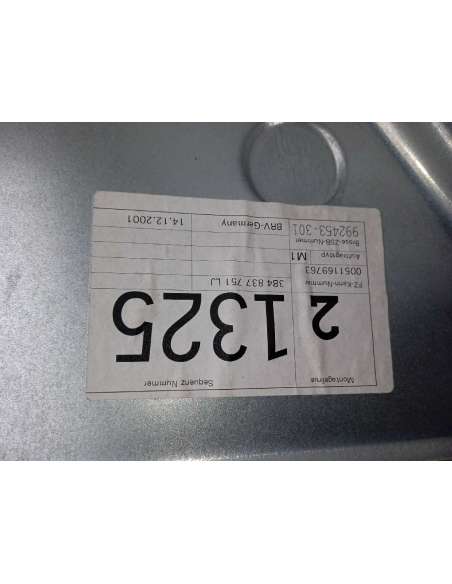 Montagelinie Sequenz Nummer
2 1325
FZ-Kenn-Nummer
0051169763 3B4 837 751 LJ
Auftragstyp M1
Brose-ZSB-Nummer
992453-301 BRV-Germany 14.12.2001